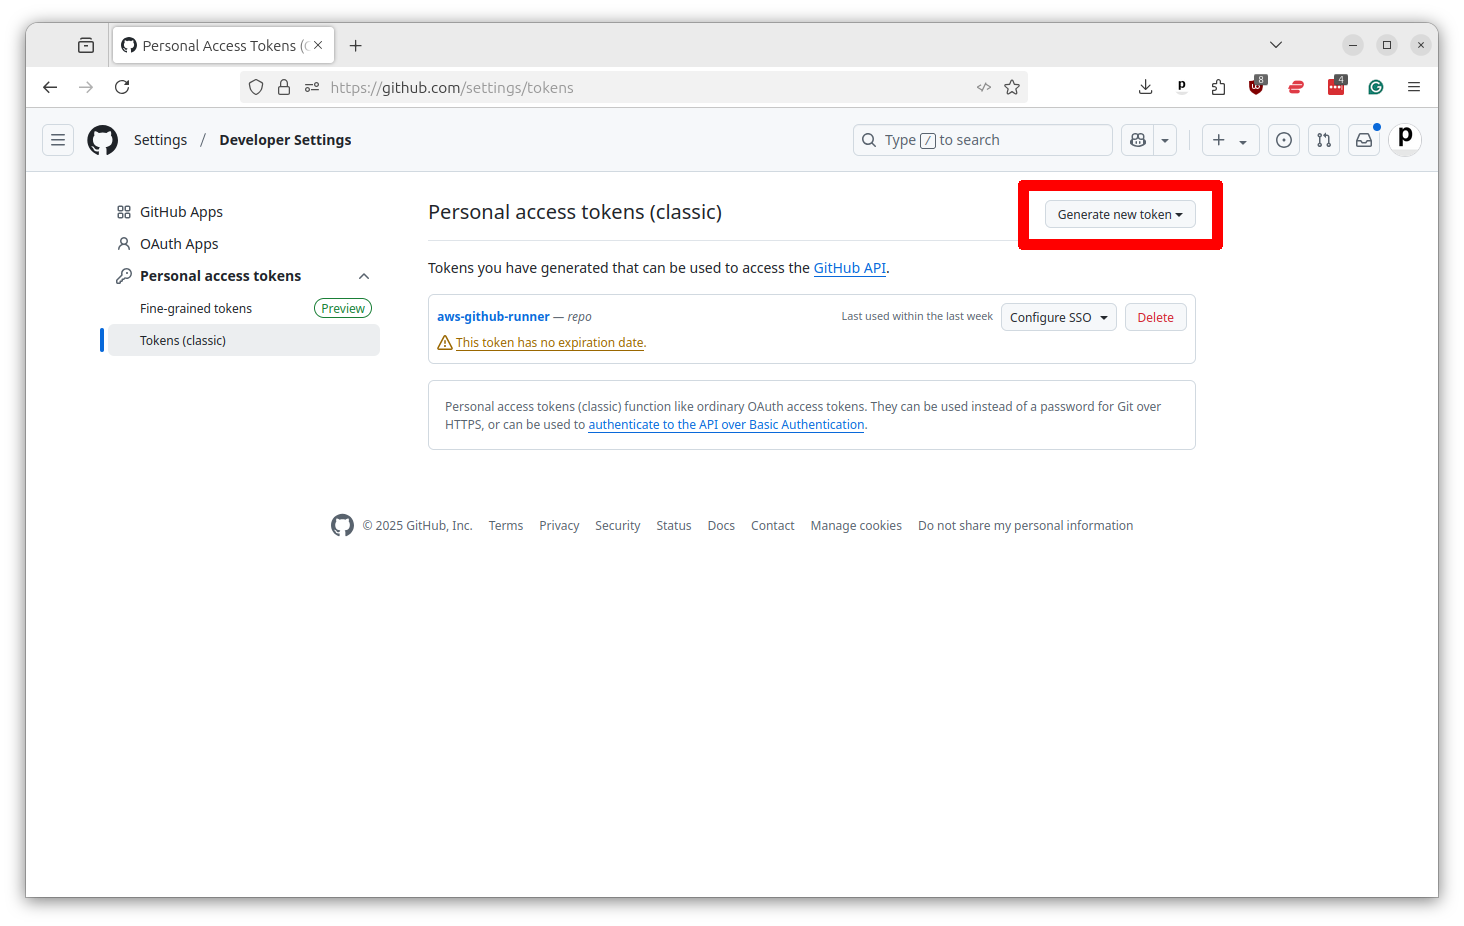 Personal Access Tokens (C
https://github.com/settings/tokens
p
8
4
Settings / Developer Settings
Type / to search
p
GitHub Apps
OAuth Apps
Personal access tokens
Fine-grained tokens Preview
Tokens (classic)
Personal access tokens (classic)
Generate new token
Tokens you have generated that can be used to access the GitHub API.
aws-github-runner — repo
Last used within the last week
Configure SSO
Delete
This token has no expiration date.
Personal access tokens (classic) function like ordinary OAuth access tokens. They can be used instead of a password for Git over
HTTPS, or can be used to authenticate to the API over Basic Authentication.
© 2025 GitHub, Inc. Terms Privacy Security Status Docs Contact Manage cookies Do not share my personal information